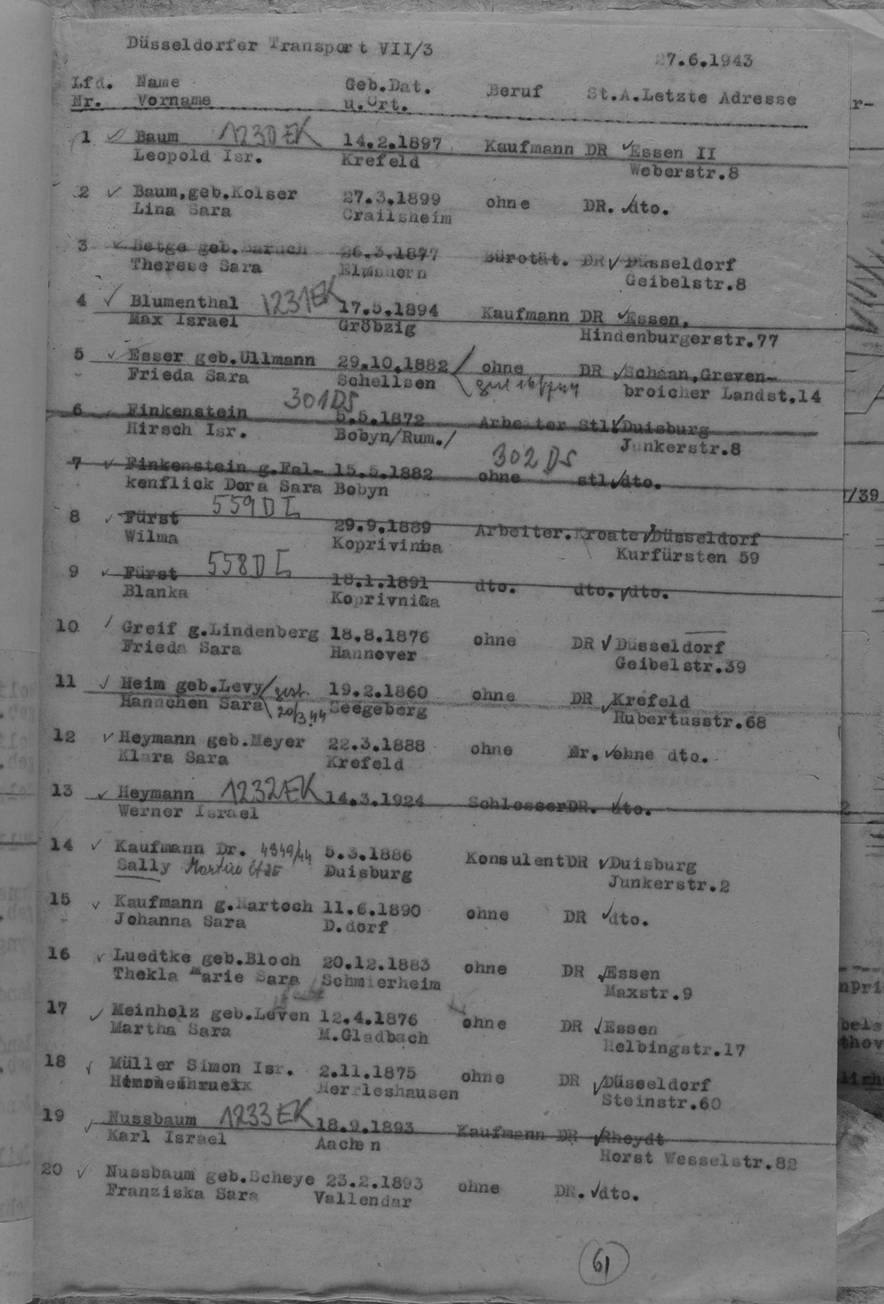 Düsseldorfer Transport VII/3
27.6.1943
Lfd. Name Geb.Dat. Beruf St.A.Letzte Adresse
Nr. Vorname u.Ort.
1 Baum 1230 EK 14.2.1897 Kaufmann DR Essen II
Leopold Isr. Krefeld Weberstr.8
2 Baum,geb.Kolser 27.3.1899 ohne DR. dto.
Lina Sara Crailsheim
3 geb.Baruch 26.3.1877 Bürotät. DR Düsseldorf
Therese Sara Elmshorn Geibelstr.8
4 Blumenthal 1231 EK 17.5.1894 Kaufmann DR Essen,
Max Israel Gröbzig Hindenburgerstr.77
5 Esser geb.Ullmann 29.10.1882 ohne DR Schaan,Greven-
Frieda Sara Schellsen broicher Landst.14
6 Finkenstein 301 DS 5.5.1872 Arbeiter Stl Duisburg
Hirsch Isr. Bobyn/Rum./ Junkerstr.8
7 Finkenstein g.Fal- 15.5.1882 ohne 302 DS stl dto.
kenflick Dora Sara Bobyn
8 Fürst 559 DZ 29.9.1889 Arbeiter.Kroate Düsseldorf
Wilma Kurfürsten 59
9 Fürst 558 DZ 18.1.1891 dto. dto. dto.
Blanka Koprivnika
10 Greif g.Lindenberg 18.8.1876 ohne DR Düsseldorf
Frieda Sara Hannover Geibelstr.39
11 Heim geb.Levy gest. 19.2.1860 ohne DR Krefeld
Hannchen Sara 20/3 44 Seegeberg Hubertusstr.68
12 Heymann geb.Meyer 22.3.1888 ohne Dr. ohne dto.
Klara Sara Krefeld
13 Heymann 1232 EK 14.3.1924 Schlosser DR. dto.
Werner Israel
14 Kaufmann Dr. 4949/44 5.3.1886 Konsulent DR Duisburg
Sally Duisburg Junkerstr.2
15 Kaufmann g.Hartoch 11.6.1890 ohne DR dto.
Johanna Sara D.dorf
16 Luedtke geb.Bloch 20.12.1883 ohne DR Essen
Thekla Marie Sara Schmierheim Maxstr.9
17 Meinholz geb.Leven 12.4.1876 ohne DR Essen
Martha Sara M.Gladbach Helbingstr.17
18 Müller Simon Isr. 2.11.1875 ohne DR Düsseldorf
Herrleshausen Steinstr.60
19 Nussbaum 1233 EK 18.9.1893 Kaufmann DR Rheydt
Karl Israel Aachen Horst Wesselstr.82
20 Nussbaum geb.Scheye 23.2.1893 ohne DR. dto.
Franziska Sara Vallendar
61